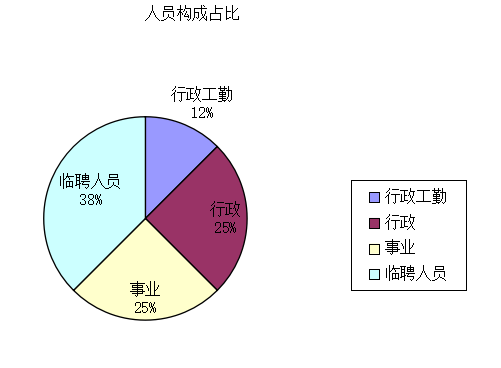 人员构成占比
行政工勤
12%
临聘人员
38%
行政
25%
事业
25%
行政工勤
行政
事业
临聘人员